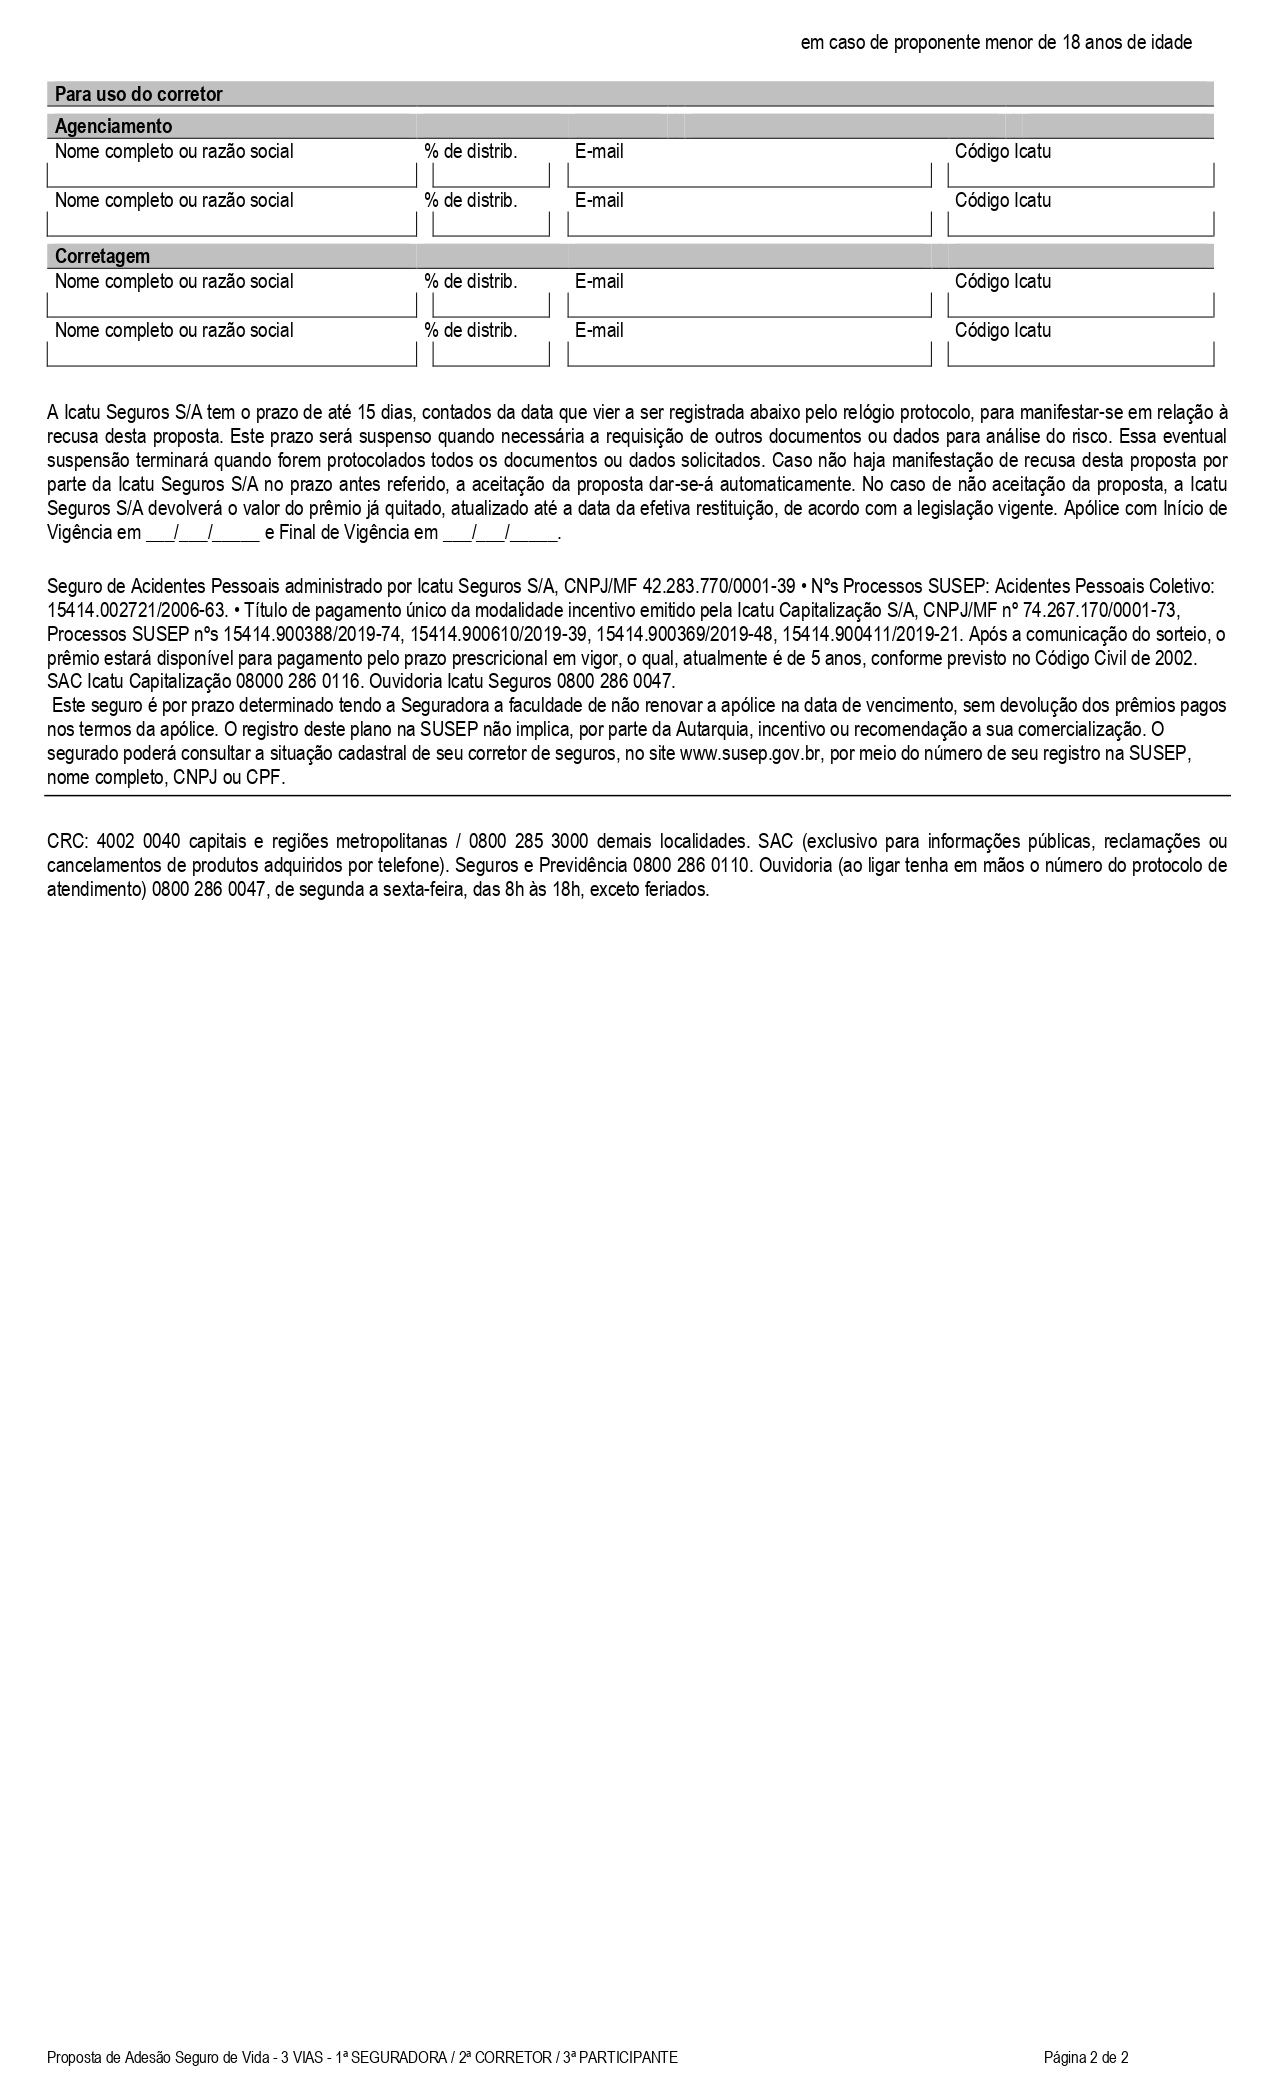 em caso de proponente menor de 18 anos de idade
Para uso do corretor
Agenciamento
Nome completo ou razão social % de distrib. E-mail Código Icatu
Nome completo ou razão social % de distrib. E-mail Código Icatu
Corretagem
Nome completo ou razão social % de distrib. E-mail Código Icatu
Nome completo ou razão social % de distrib. E-mail Código Icatu
A Icatu Seguros S/A tem o prazo de até 15 dias, contados da data que vier a ser registrada abaixo pelo relógio protocolo, para manifestar-se em relação à
recusa desta proposta. Este prazo será suspenso quando necessária a requisição de outros documentos ou dados para análise do risco. Essa eventual
suspensão terminará quando forem protocolados todos os documentos ou dados solicitados. Caso não haja manifestação de recusa desta proposta por
parte da Icatu Seguros S/A no prazo antes referido, a aceitação da proposta dar-se-á automaticamente. No caso de não aceitação da proposta, a Icatu
Seguros S/A devolverá o valor do prêmio já quitado, atualizado até a data da efetiva restituição, de acordo com a legislação vigente. Apólice com Início de
Vigência em ___/___/_____ e Final de Vigência em ___/___/_____.
Seguro de Acidentes Pessoais administrado por Icatu Seguros S/A, CNPJ/MF 42.283.770/0001-39 • Nºs Processos SUSEP: Acidentes Pessoais Coletivo:
15414.002721/2006-63. • Título de pagamento único da modalidade incentivo emitido pela Icatu Capitalização S/A, CNPJ/MF nº 74.267.170/0001-73,
Processos SUSEP nºs 15414.900388/2019-74, 15414.900610/2019-39, 15414.900369/2019-48, 15414.900411/2019-21. Após a comunicação do sorteio, o
prêmio estará disponível para pagamento pelo prazo prescricional em vigor, o qual, atualmente é de 5 anos, conforme previsto no Código Civil de 2002.
SAC Icatu Capitalização 08000 286 0116. Ouvidoria Icatu Seguros 0800 286 0047.
Este seguro é por prazo determinado tendo a Seguradora a faculdade de não renovar a apólice na data de vencimento, sem devolução dos prêmios pagos
nos termos da apólice. O registro deste plano na SUSEP não implica, por parte da Autarquia, incentivo ou recomendação a sua comercialização. O
segurado poderá consultar a situação cadastral de seu corretor de seguros, no site www.susep.gov.br, por meio do número de seu registro na SUSEP,
nome completo, CNPJ ou CPF.
CRC: 4002 0040 capitais e regiões metropolitanas / 0800 285 3000 demais localidades. SAC (exclusivo para informações públicas, reclamações ou
cancelamentos de produtos adquiridos por telefone). Seguros e Previdência 0800 286 0110. Ouvidoria (ao ligar tenha em mãos o número do protocolo de
atendimento) 0800 286 0047, de segunda a sexta-feira, das 8h às 18h, exceto feriados.
Proposta de Adesão Seguro de Vida - 3 VIAS - 1ª SEGURADORA / 2ª CORRETOR / 3ª PARTICIPANTE Página 2 de 2